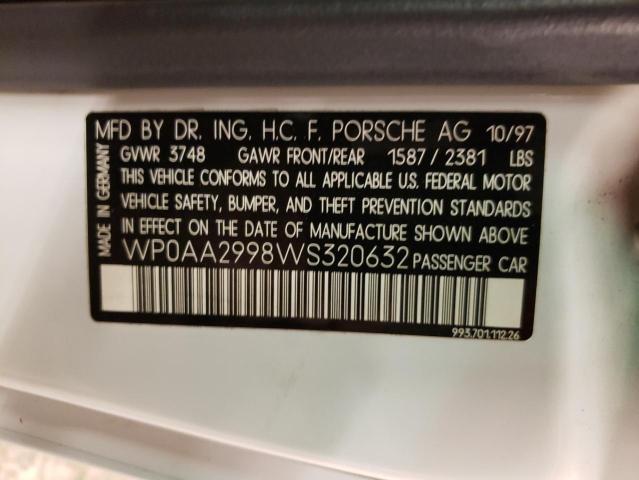 MFD BY DR. ING. H.C. F. PORSCHE AG 10/97
GVWR 3748 GAWR FRONT/REAR 1587 / 2381 LBS
THIS VEHICLE CONFORMS TO ALL APPLICABLE U.S. FEDERAL MOTOR
VEHICLE SAFETY, BUMPER, AND THEFT PREVENTION STANDARDS
IN EFFECT ON THE DATE OF MANUFACTURE SHOWN ABOVE
WP0AA2998WS320632 PASSENGER CAR
993.701.112.26
MADE IN GERMANY